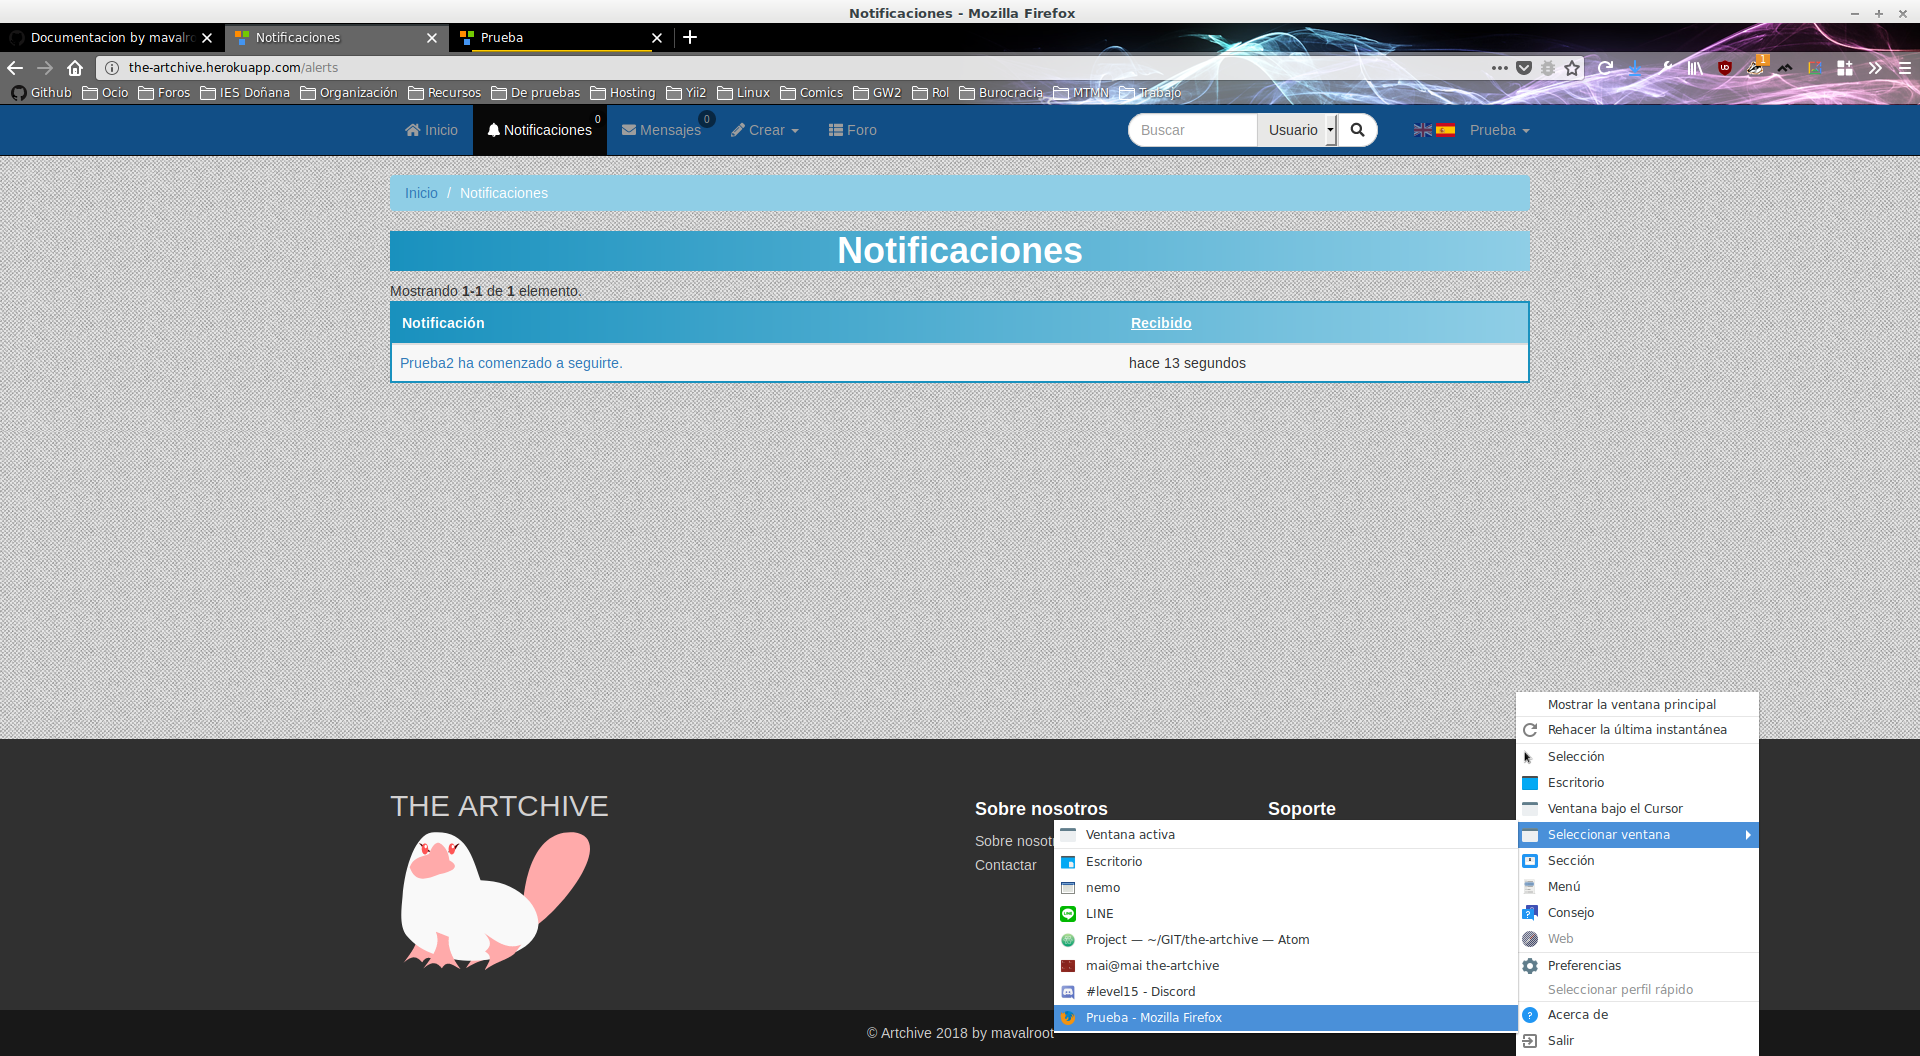 Notificaciones - Mozilla Firefox
Documentacion by mavalr
Notificaciones
Prueba
the-artchive.herokuapp.com/alerts
1
Github Ocio Foros IES Doñana Organización Recursos De pruebas Hosting Yii2 Linux Comics GW2 Rol Burocracia MTMN Trabajo
Inicio Notificaciones 0 Mensajes 0 Crear Foro Buscar Usuario Prueba
Inicio / Notificaciones
Notificaciones
Mostrando 1-1 de 1 elemento.
Notificación Recibido
Prueba2 ha comenzado a seguirte. hace 13 segundos
THE ARTCHIVE
Sobre nosotros
Sobre nosot
Contactar
Soporte
© Artchive 2018 by mavalroot
Ventana activa
Escritorio
nemo
LINE
Project — ~/GIT/the-artchive — Atom
mai@mai the-artchive
#level15 - Discord
Prueba - Mozilla Firefox
Mostrar la ventana principal
Rehacer la última instantánea
Selección
Escritorio
Ventana bajo el Cursor
Seleccionar ventana
Sección
Menú
Consejo
Web
Preferencias
Seleccionar perfil rápido
Acerca de
Salir